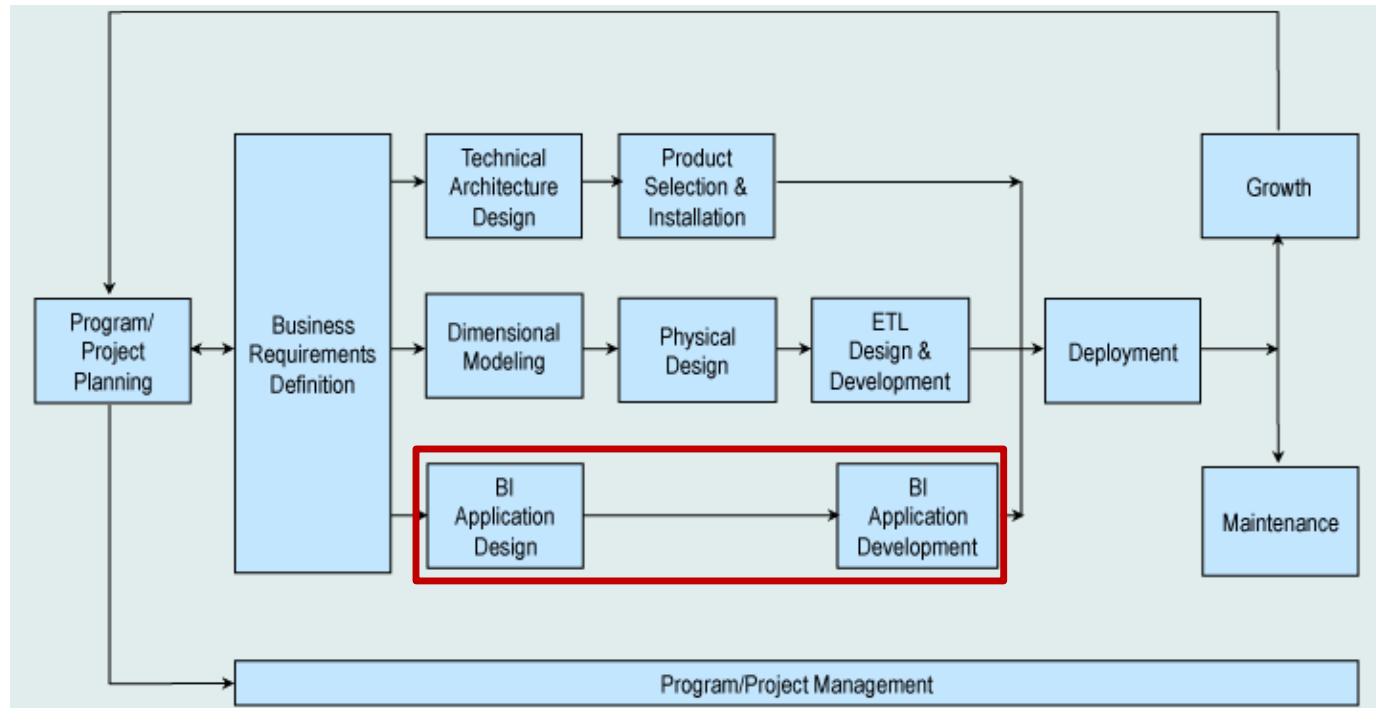 Technical
Architecture
Design
Product
Selection &
Installation
Growth
Program/
Project
Planning
Business
Requirements
Definition
Dimensional
Modeling
Physical
Design
ETL
Design &
Development
Deployment
BI
Application
Design
BI
Application
Development
Maintenance
Program/Project Management